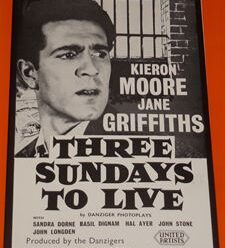 KIERON
MOORE
JANE
GRIFFITHS
THREE
SUNDAYS
TO LIVE
by DANZIGER PHOTOPLAYS
WITH
SANDRA DORNE BASIL DIGNAM HAL AYER JOHN STONE
JOHN LONGDEN
Produced by the Danzigers
UNITED
ARTISTS